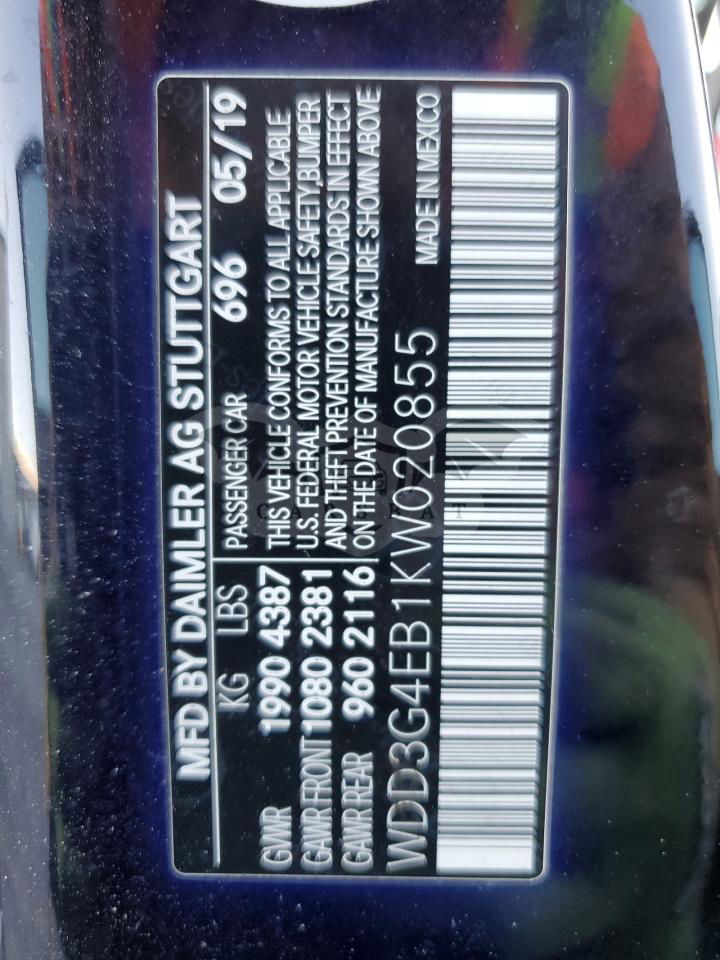 MFD BY DAIMLER AG STUTTGART
KG LBS PASSENGER CAR 696 05/19
GWR 1990 4387 THIS VEHICLE CONFORMS TO ALL APPLICABLE
GAWR FRONT 1080 2381 U.S. FEDERAL MOTOR VEHICLE SAFETY, BUMPER
GAWR REAR 960 2116 AND THEFT PREVENTION STANDARDS IN EFFECT
ON THE DATE OF MANUFACTURE SHOWN ABOVE
WDD3G4EB1KW020855 MADE IN MEXICO